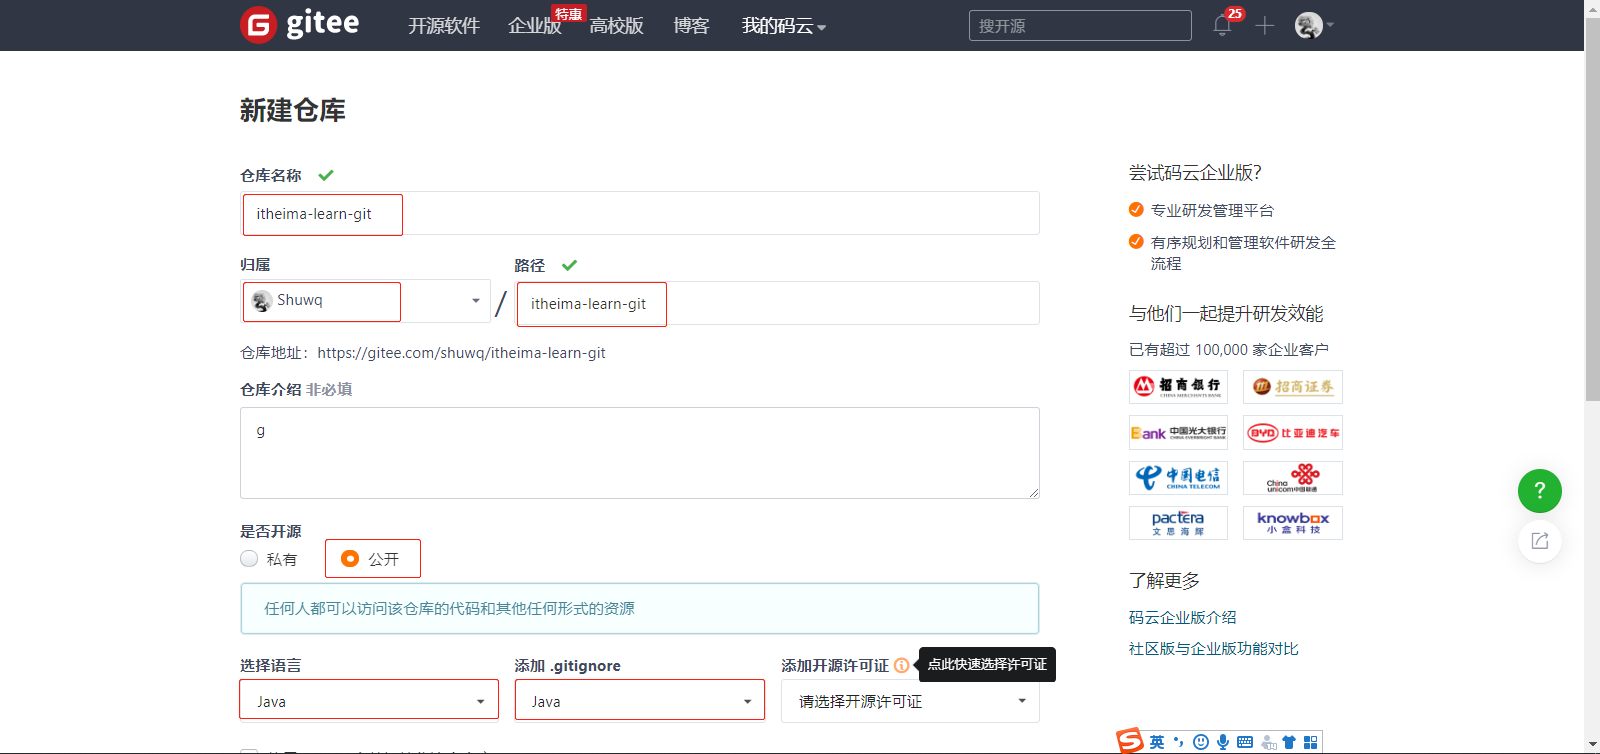 gitee
开源软件 企业版 特惠 高校版 博客 我的码云 搜开源 25
新建仓库
仓库名称
itheima-learn-git
归属 路径
Shuwq / itheima-learn-git
仓库地址：https://gitee.com/shuwq/itheima-learn-git
仓库介绍 非必填
g
是否开源
私有 公开
任何人都可以访问该仓库的代码和其他任何形式的资源
选择语言 添加 .gitignore 添加开源许可证 点此快速选择许可证
Java Java 请选择开源许可证
尝试码云企业版？
专业研发管理平台
有序规划和管理软件研发全
流程
与他们一起提升研发效能
已有超过 100,000 家企业客户
招商银行 CHINA MERCHANTS BANK 招商证券
Bank 中国光大银行 CHINA EVERBRIGHT BANK BYD 比亚迪汽车
中国电信 CHINA TELECOM China unicom中国联通
pactera 文思海辉 knowbox 小盒科技
了解更多
码云企业版介绍
社区版与企业版功能对比
?
S 英